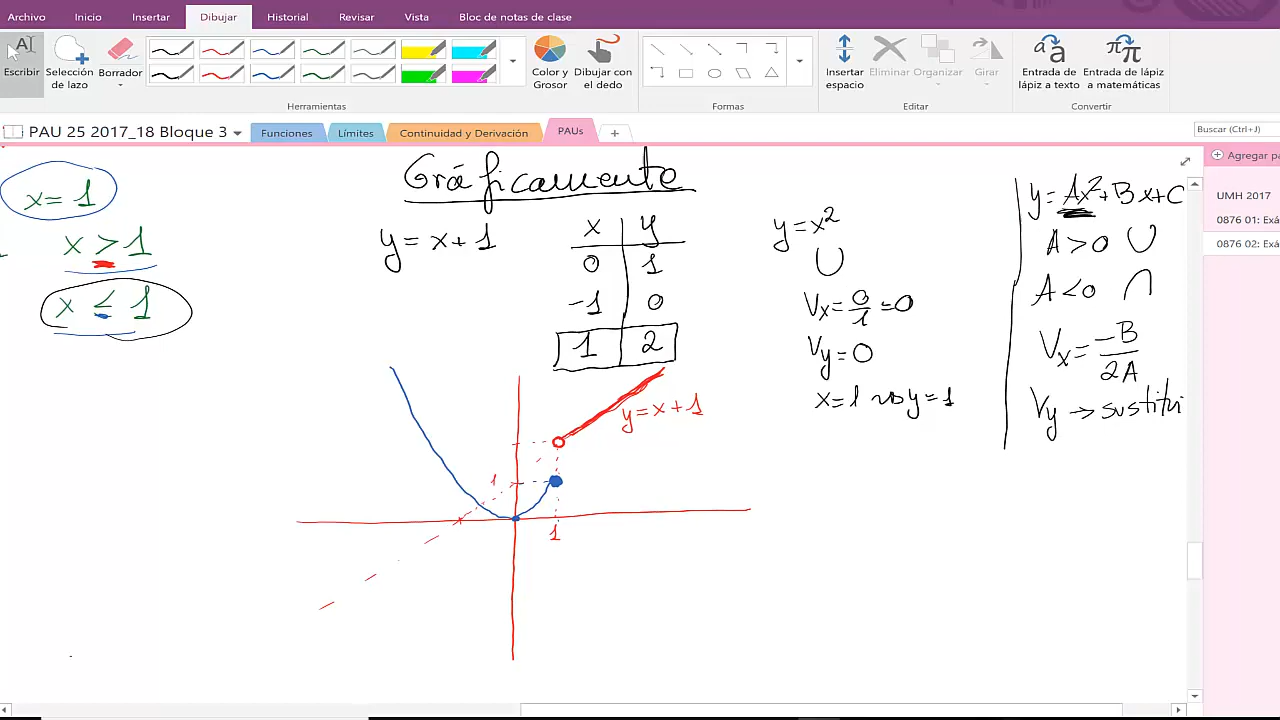 Archivo Inicio Insertar Dibujar Historial Revisar Vista Bloc de notas de clase
Escribir
Selección de lazo
Borrador
Color y Grosor
Dibujar con el dedo
Insertar espacio
Eliminar
Organizar
Girar
Entrada de lápiz a texto
Entrada de lápiz a matemáticas
Herramientas
Formas
Editar
Convertir
PAU 25 2017_18 Bloque 3
Funciones
Límites
Continuidad y Derivación
PAUs
Buscar (Ctrl+J)
Agregar pá
UMH 2017
0876 01: Exá
0876 02: Exá
Gráficamente
x = 1
x > 1
x ≤ 1
y = x + 1
x y
0 1
-1 0
1 2
y = x²
∪
Vx = 0/1 = 0
Vy = 0
x = 1 ⇝ y = 1
y = Ax² + Bx + C
A > 0 ∪
A < 0 ∩
Vx = -B/2A
Vy → sustitui
y = x + 1
1
1